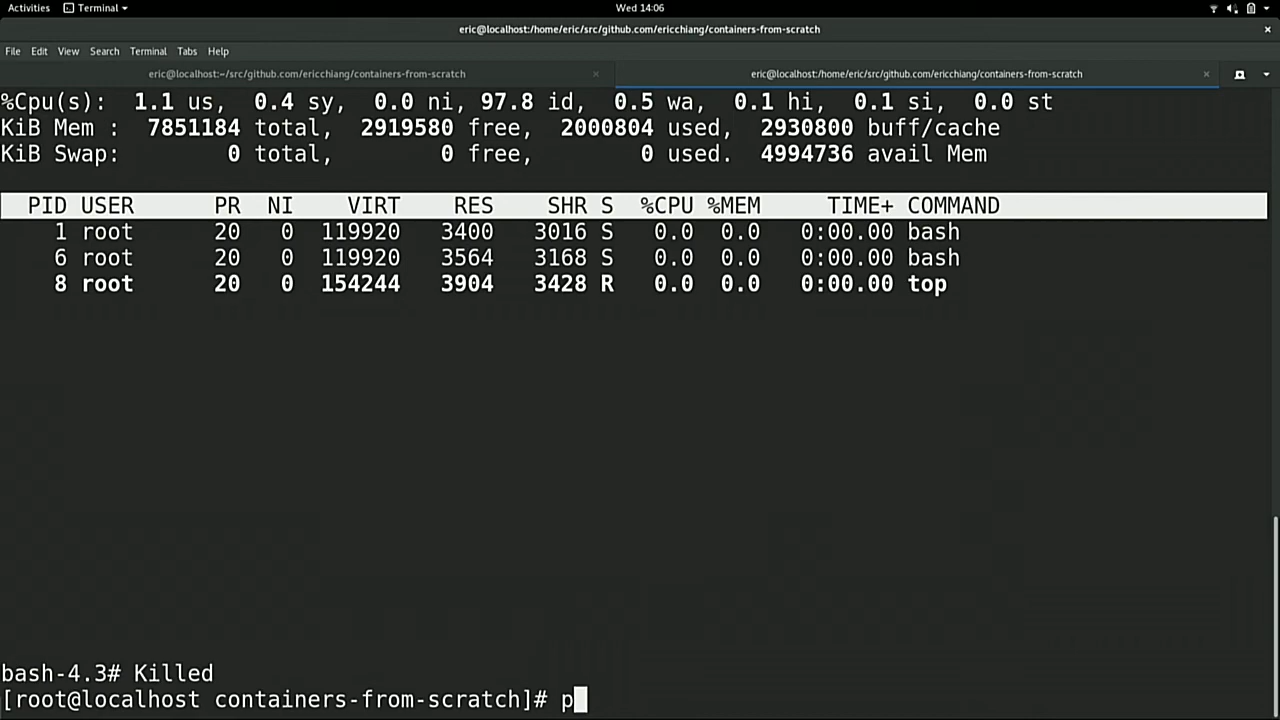 Activities Terminal Wed 14:06
eric@localhost:/home/eric/src/github.com/ericchiang/containers-from-scratch ×
File Edit View Search Terminal Tabs Help
eric@localhost:~/src/github.com/ericchiang/containers-from-scratch × eric@localhost:/home/eric/src/github.com/ericchiang/containers-from-scratch ×
%Cpu(s):  1.1 us,  0.4 sy,  0.0 ni, 97.8 id,  0.5 wa,  0.1 hi,  0.1 si,  0.0 st
KiB Mem :  7851184 total,  2919580 free,  2000804 used,  2930800 buff/cache
KiB Swap:        0 total,        0 free,        0 used.  4994736 avail Mem
PID USER      PR  NI    VIRT    RES    SHR S  %CPU %MEM     TIME+ COMMAND
1 root      20   0  119920   3400   3016 S   0.0  0.0   0:00.00 bash
6 root      20   0  119920   3564   3168 S   0.0  0.0   0:00.00 bash
8 root      20   0  154244   3904   3428 R   0.0  0.0   0:00.00 top
bash-4.3# Killed
[root@localhost containers-from-scratch]# p